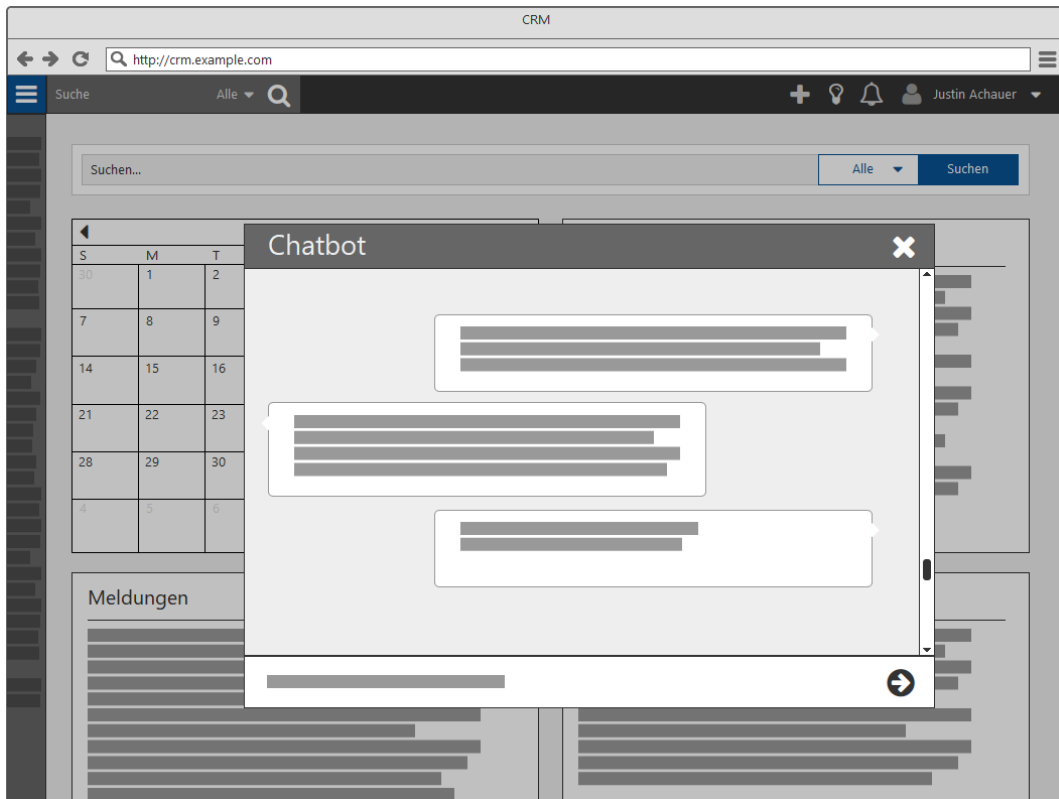 CRM
http://crm.example.com
Suche Alle Justin Achauer
Suchen... Alle Suchen
Chatbot
S M T
30 1 2
7 8 9
14 15 16
21 22 23
28 29 30
4 5 6
Meldungen